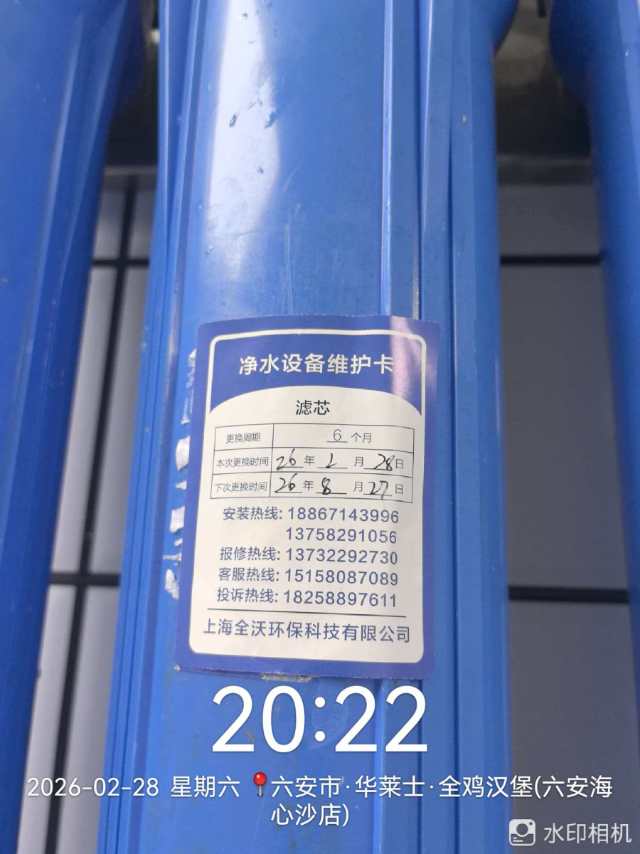 净水设备维护卡
滤芯
更换周期 6 个月
本次更换时间 26 年 2 月 28 日
下次更换时间 26 年 8 月 27 日
安装热线: 18867143996
13758291056
报修热线: 13732292730
客服热线: 15158087089
投诉热线: 18258897611
上海全沃环保科技有限公司
20:22
2026-02-28 星期六 六安市·华莱士·全鸡汉堡(六安海
心沙店)
水印相机